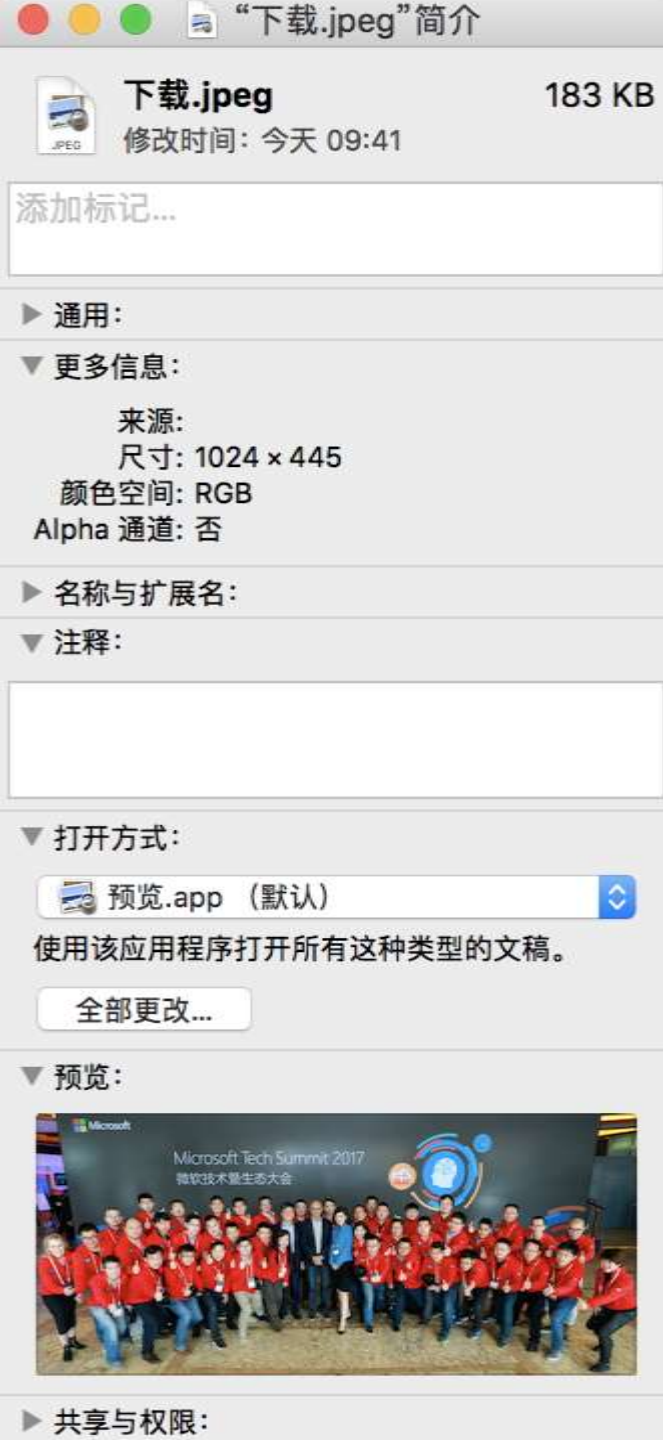 “下载.jpeg”简介
JPEG
下载.jpeg 183 KB
修改时间：今天 09:41
添加标记...
通用：
更多信息：
来源:
尺寸: 1024 × 445
颜色空间: RGB
Alpha 通道: 否
名称与扩展名：
注释：
打开方式：
预览.app （默认）
使用该应用程序打开所有这种类型的文稿。
全部更改...
预览：
Microsoft
Microsoft Tech Summit 2017
微软技术暨生态大会
共享与权限：